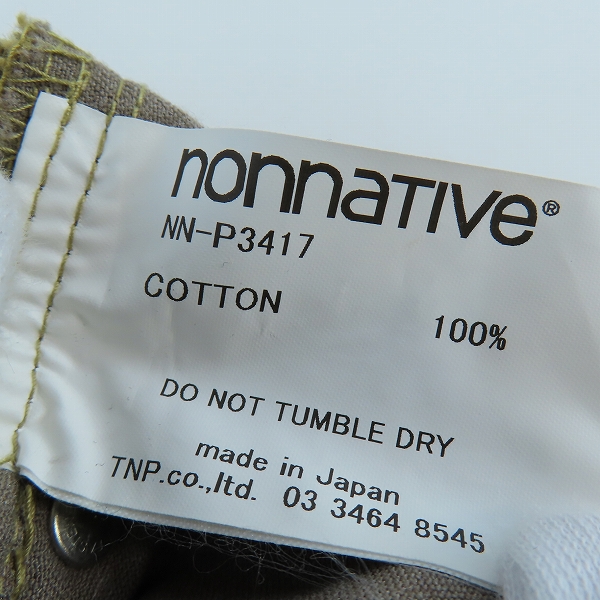 nonnative®
NN-P3417
COTTON 100%
DO NOT TUMBLE DRY
made in Japan
TNP.co.,ltd. 03 3464 8545